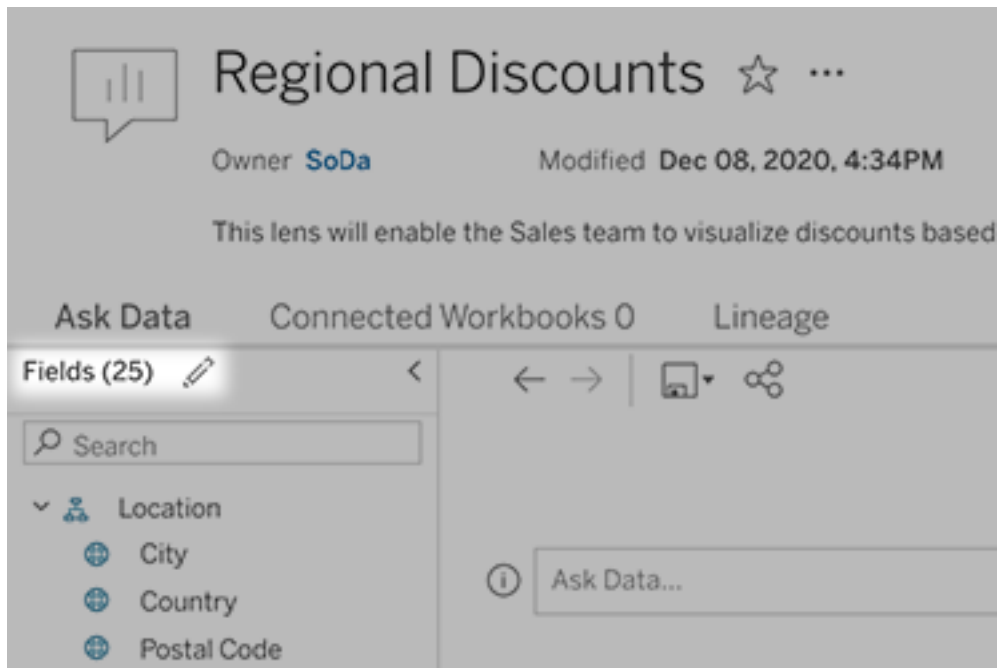 Regional Discounts ...
Owner SoDa Modified Dec 08, 2020, 4:34PM
This lens will enable the Sales team to visualize discounts based
Ask Data Connected Workbooks 0 Lineage
Fields (25)
Search
Location
City
Country
Postal Code
Ask Data...